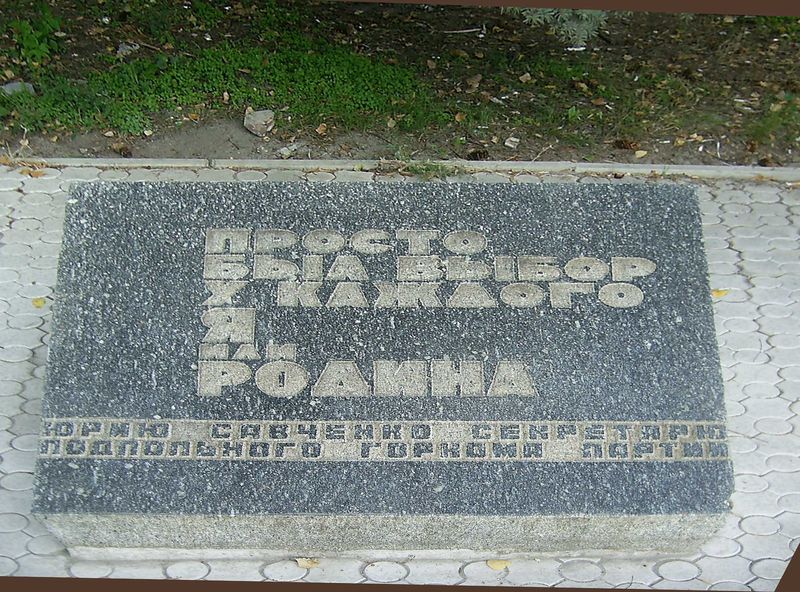 ПРОСТО
БЫЛ ВЫБОР
У КАЖДОГО
Я
ИЛИ
РОДИНА
ЮРИЮ САВЧЕНКО СЕКРЕТАРЮ
ПОДПОЛЬНОГО ГОРКОМА ПАРТИИ